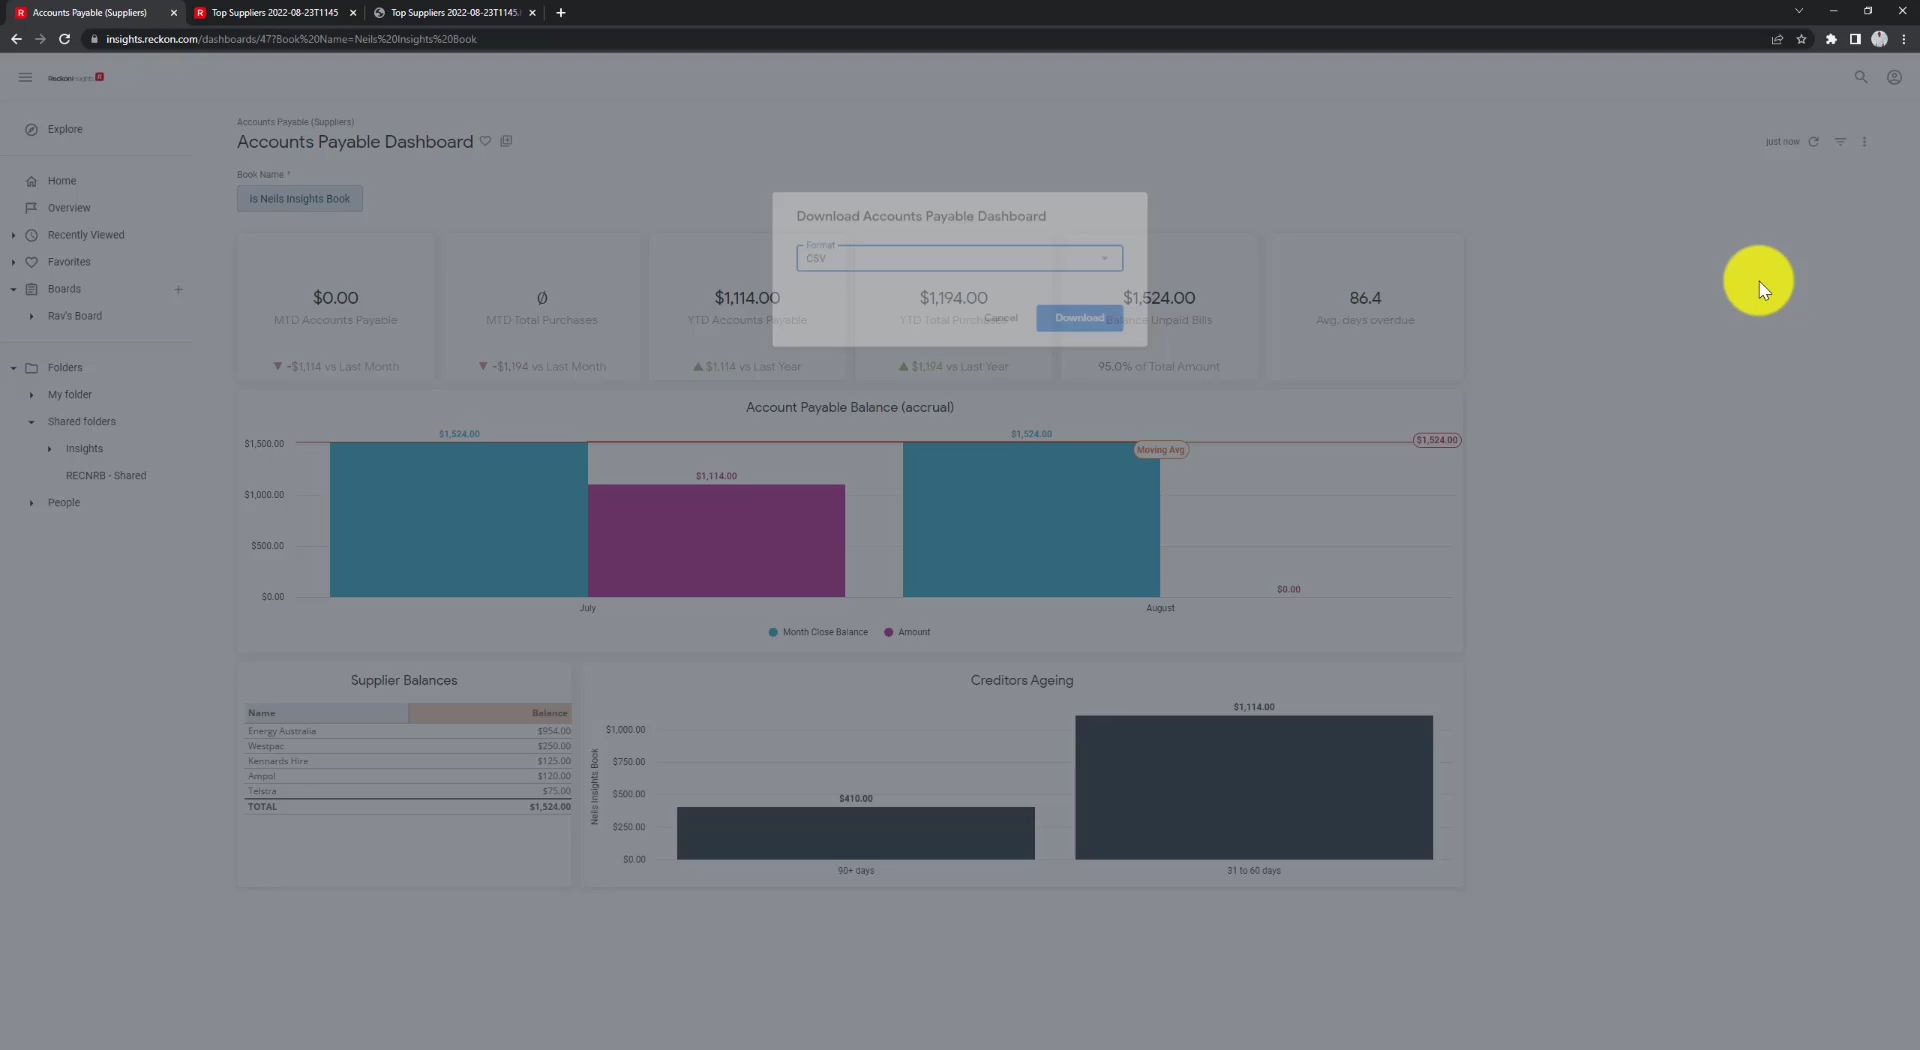 Accounts Payable (Suppliers)
Top Suppliers 2022-08-23T1145
Top Suppliers 2022-08-23T1145.
insights.reckon.com/dashboards/47?Book%20Name=Neils%20Insights%20Book
ReckonInsights R
Explore
Home
Overview
Recently Viewed
Favorites
Boards
Rav's Board
Folders
My folder
Shared folders
Insights
RECNRB - Shared
People
Accounts Payable (Suppliers)
Accounts Payable Dashboard
just now
Book Name *
is Neils Insights Book
Download Accounts Payable Dashboard
Format
CSV
Cancel
Download
$0.00
MTD Accounts Payable
▼ -$1,114 vs Last Month
Ø
MTD Total Purchases
▼ -$1,194 vs Last Month
$1,114.00
YTD Accounts Payable
▲ $1,114 vs Last Year
$1,194.00
YTD Total Purchases
▲ $1,194 vs Last Year
$1,524.00
Balance Unpaid Bills
95.0% of Total Amount
86.4
Avg. days overdue
Account Payable Balance (accrual)
$1,500.00
$1,000.00
$500.00
$0.00
$1,524.00
$1,114.00
$1,524.00
Moving Avg
$1,524.00
$0.00
July
August
Month Close Balance
Amount
Supplier Balances
Name Balance
Energy Australia $954.00
Westpac $250.00
Kennards Hire $125.00
Ampol $120.00
Telstra $75.00
TOTAL $1,524.00
Creditors Ageing
Neils Insights Book
$1,000.00
$750.00
$500.00
$250.00
$0.00
$410.00
$1,114.00
90+ days
31 to 60 days